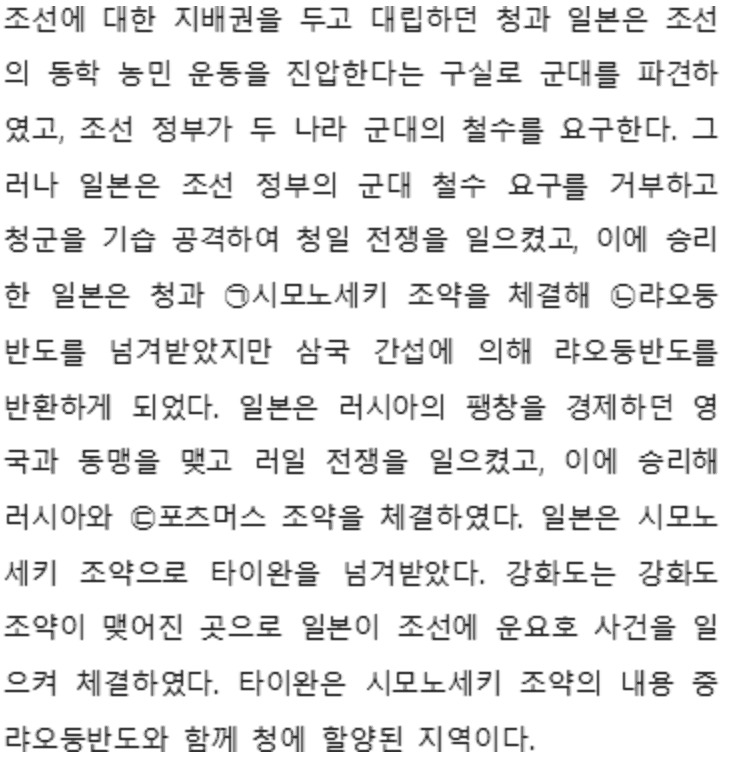 조선에 대한 지배권을 두고 대립하던 청과 일본은 조선
의 동학 농민 운동을 진압한다는 구실로 군대를 파견하
였고, 조선 정부가 두 나라 군대의 철수를 요구한다. 그
러나 일본은 조선 정부의 군대 철수 요구를 거부하고
청군을 기습 공격하여 청일 전쟁을 일으켰고, 이에 승리
한 일본은 청과 ㉠시모노세키 조약을 체결해 ㉡랴오둥
반도를 넘겨받았지만 삼국 간섭에 의해 랴오둥반도를
반환하게 되었다. 일본은 러시아의 팽창을 경제하던 영
국과 동맹을 맺고 러일 전쟁을 일으켰고, 이에 승리해
러시아와 ㉢포츠머스 조약을 체결하였다. 일본은 시모노
세키 조약으로 타이완을 넘겨받았다. 강화도는 강화도
조약이 맺어진 곳으로 일본이 조선에 운요호 사건을 일
으켜 체결하였다. 타이완은 시모노세키 조약의 내용 중
랴오둥반도와 함께 청에 할양된 지역이다.